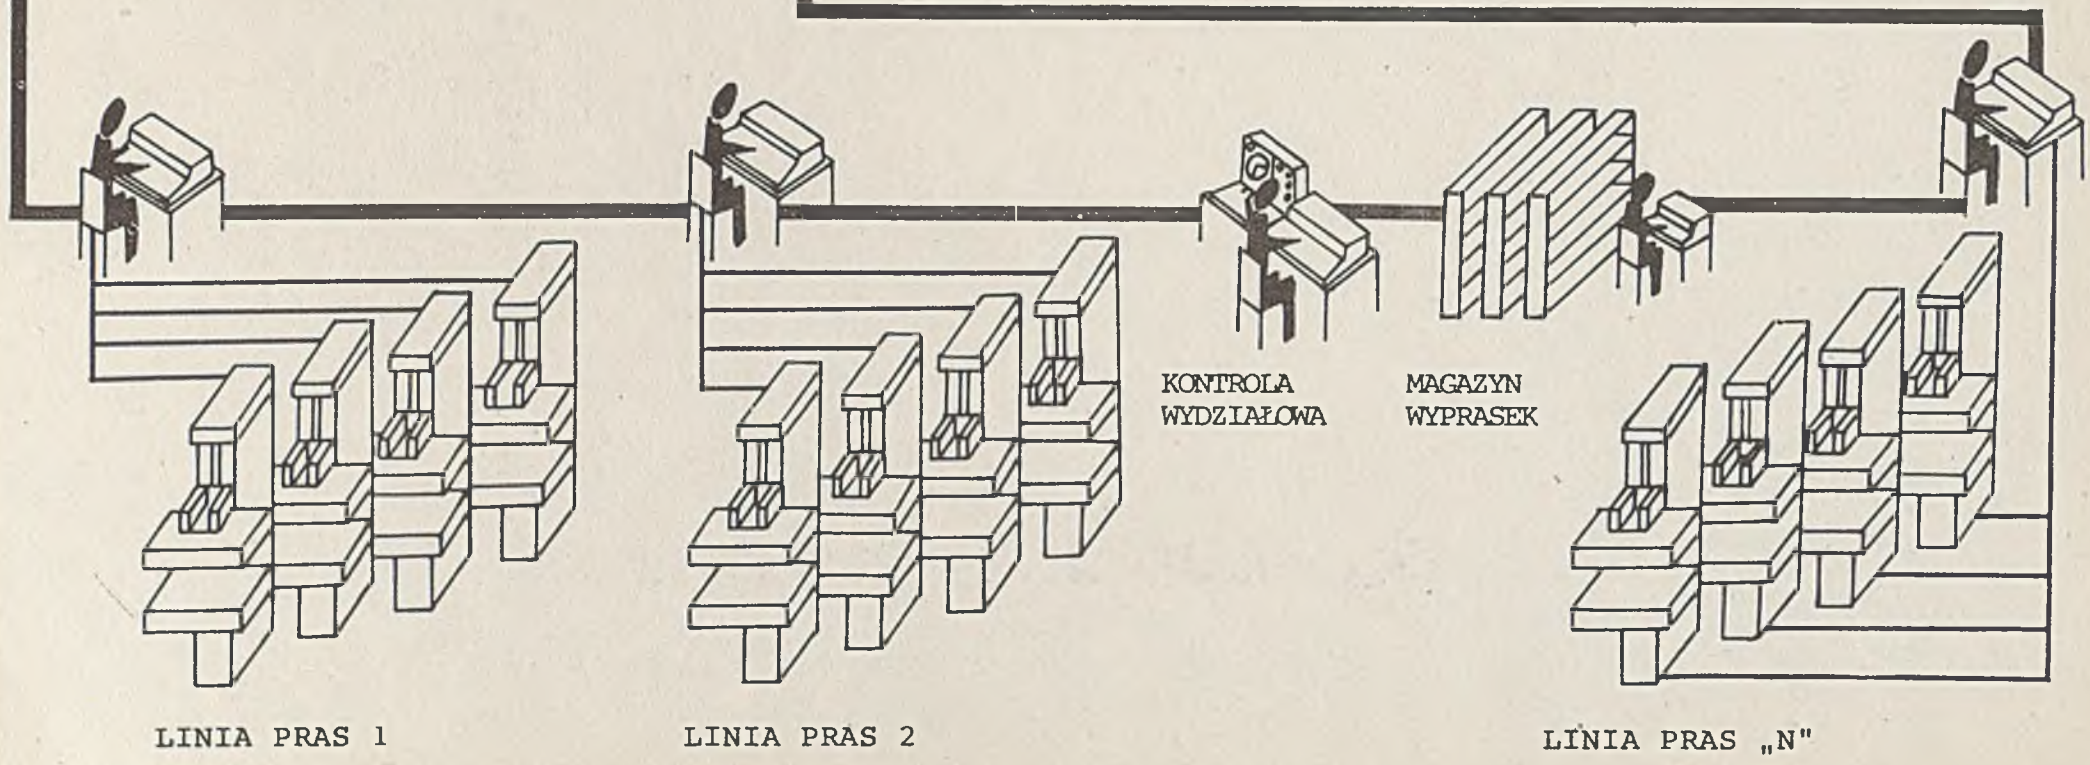 KONTROLA
WYDZIAŁOWA
MAGAZYN
WYPRASEK
LINIA PRAS 1
LINIA PRAS 2
LINIA PRAS „N"